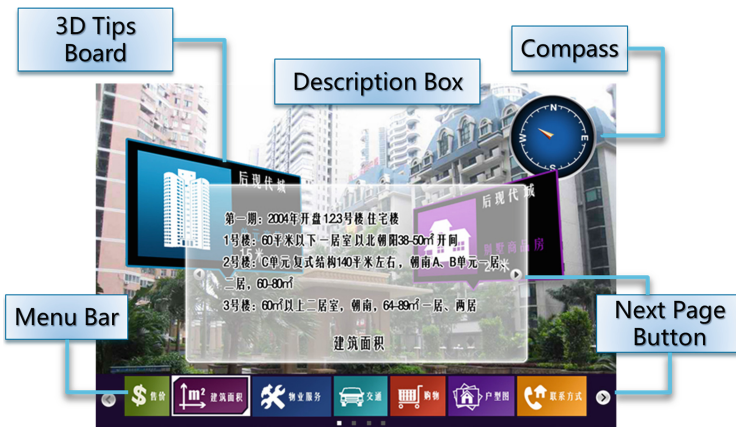 3D Tips
Board
Description Box
Compass
N
W
E
S
后现代城
后现代城
第一期：2004年开盘1.2.3号楼住宅楼
1号楼：60平米以下一居室以北朝阳38-50㎡开间
2号楼：C单元复式结构140平米左右，朝南A、B单元一居、
二居，60-80㎡
3号楼：60㎡以上二居室，朝南，64-89㎡一居、两居
建筑面积
别墅商品房
Menu Bar
Next Page
Button
$ 售价
m² 建筑面积
物业服务
交通
购物
户型图
联系方式